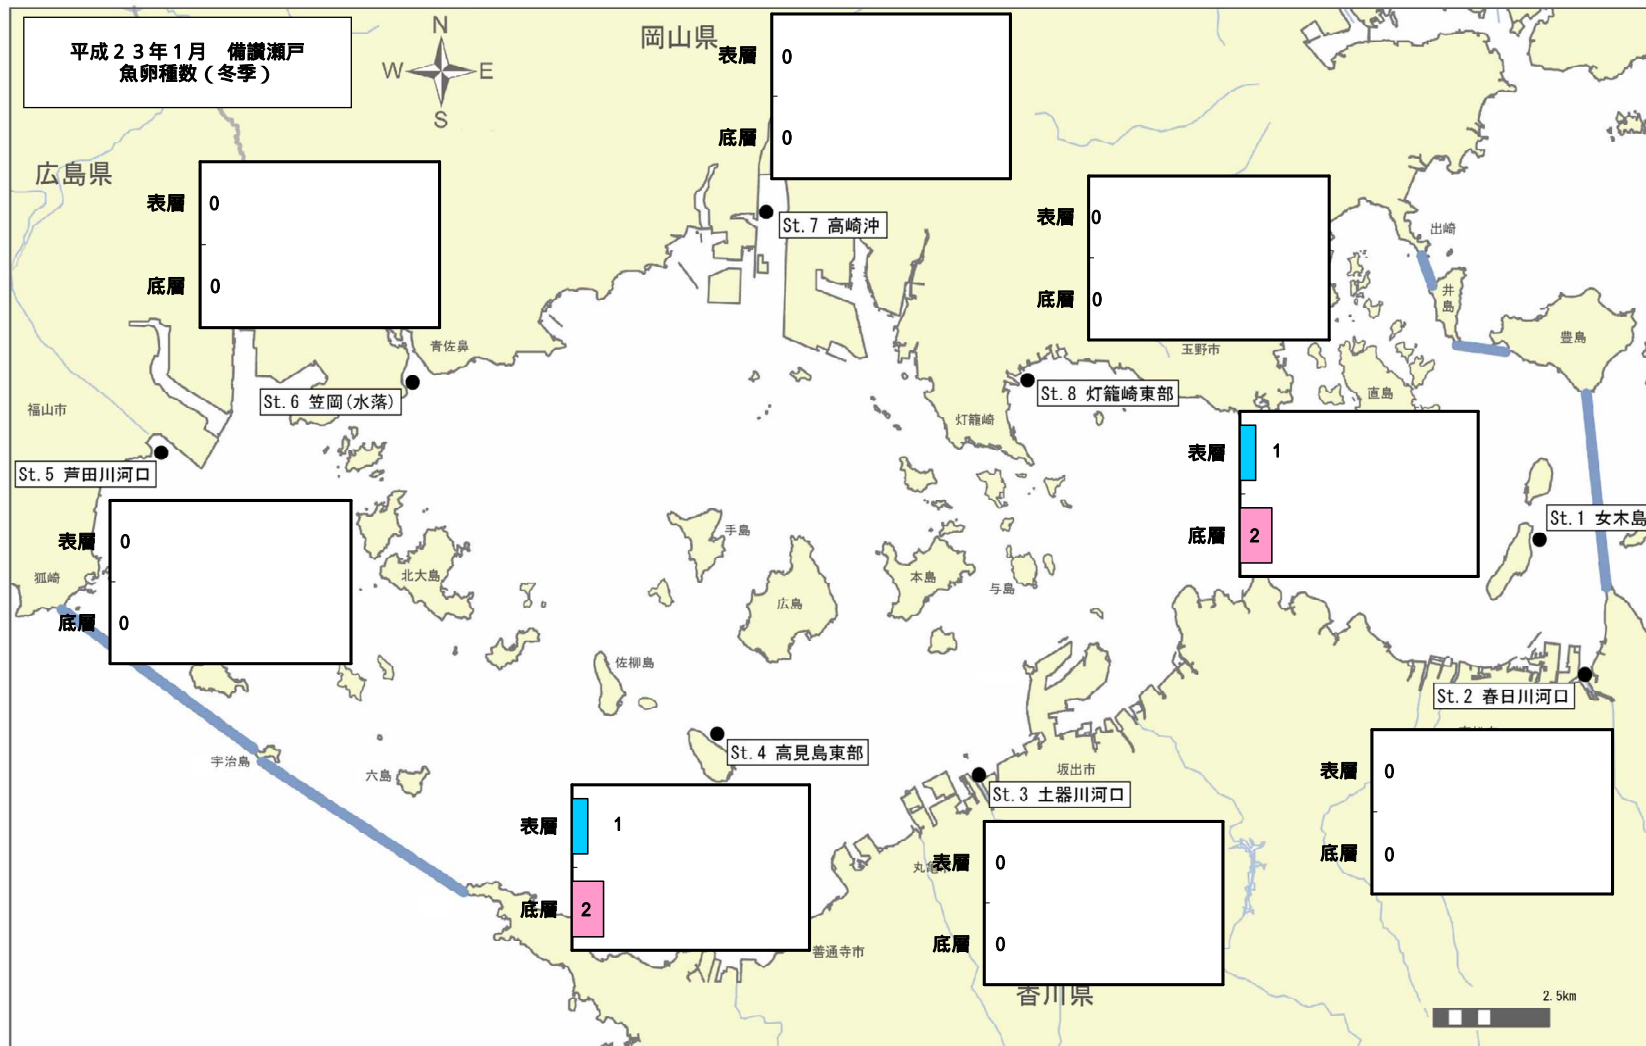 平成２３年１月　備讃瀬戸
魚卵種数（冬季）
N
W
E
S
岡山県
表層
0
底層
0
広島県
表層
0
底層
0
St.7 高崎沖
表層
0
底層
0
出崎
井島
豊島
青佐鼻
玉野市
St.6 笠岡(水落)
St.8 灯籠崎東部
直島
福山市
灯籠崎
St.5 芦田川河口
表層
1
底層
2
St.1 女木島
表層
0
底層
0
狐崎
北大島
手島
広島
本島
与島
佐柳島
St.2 春日川河口
宇治島
六島
St.4 高見島東部
坂出市
St.3 土器川河口
表層
0
底層
0
表層
1
底層
2
善通寺市
表層
0
底層
0
香川県
2.5km